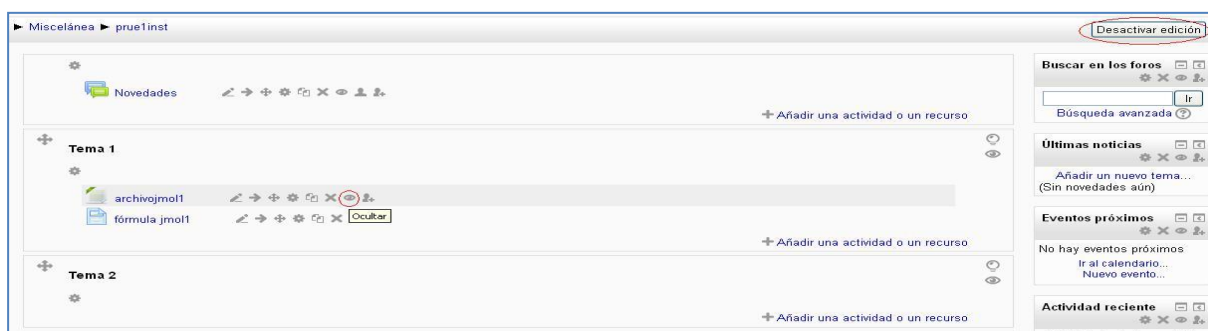 Miscelánea ► prue1inst
Desactivar edición
Novedades
Añadir una actividad o un recurso
Tema 1
archivojmol1
fórmula jmol1
Ocultar
Añadir una actividad o un recurso
Tema 2
Añadir una actividad o un recurso
Buscar en los foros
Ir
Búsqueda avanzada
Últimas noticias
Añadir un nuevo tema...
(Sin novedades aún)
Eventos próximos
No hay eventos próximos
Ir al calendario...
Nuevo evento...
Actividad reciente